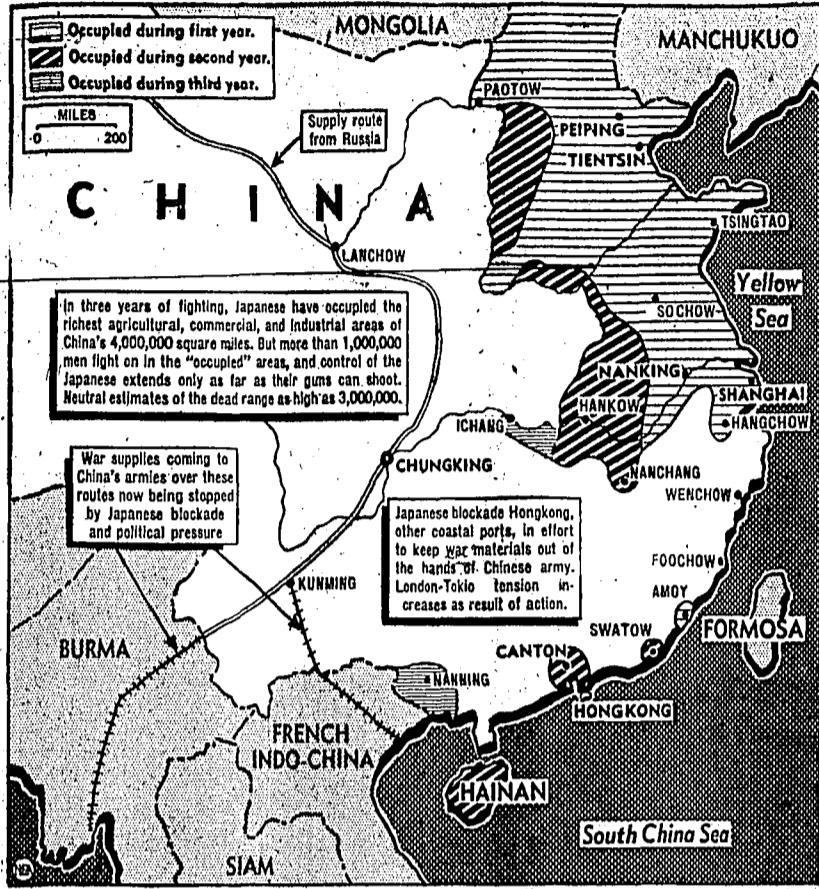 Occupied during first year.
Occupied during second year.
Occupied during third year.
MILES
0 200
MONGOLIA
MANCHUKUO
PAOTOW
PEIPING
TIENTSIN
Supply route
from Russia
CHINA
TSINGTAO
LANCHOW
Yellow
Sea
In three years of fighting, Japanese have occupied the
richest agricultural, commercial, and industrial areas of
China's 4,000,000 square miles. But more than 1,000,000
men fight on in the "occupied" areas, and control of the
Japanese extends only as far as their guns can shoot.
Neutral estimates of the dead range as high as 3,000,000.
SOCHOW
NANKING
SHANGHAI
HANKOW
HANGCHOW
ICHANG
CHUNGKING
NANCHANG
WENCHOW
War supplies coming to
China's armies over these
routes now being stopped
by Japanese blockade
and political pressure
Japanese blockade Hongkong,
other coastal ports, in effort
to keep war materials out of
the hands of Chinese army.
London-Tokio tension in-
creases as result of action.
FOOCHOW
KUNMING
AMOY
BURMA
SWATOW
FORMOSA
CANTON
NANNING
HONGKONG
FRENCH
INDO-CHINA
HAINAN
South China Sea
SIAM